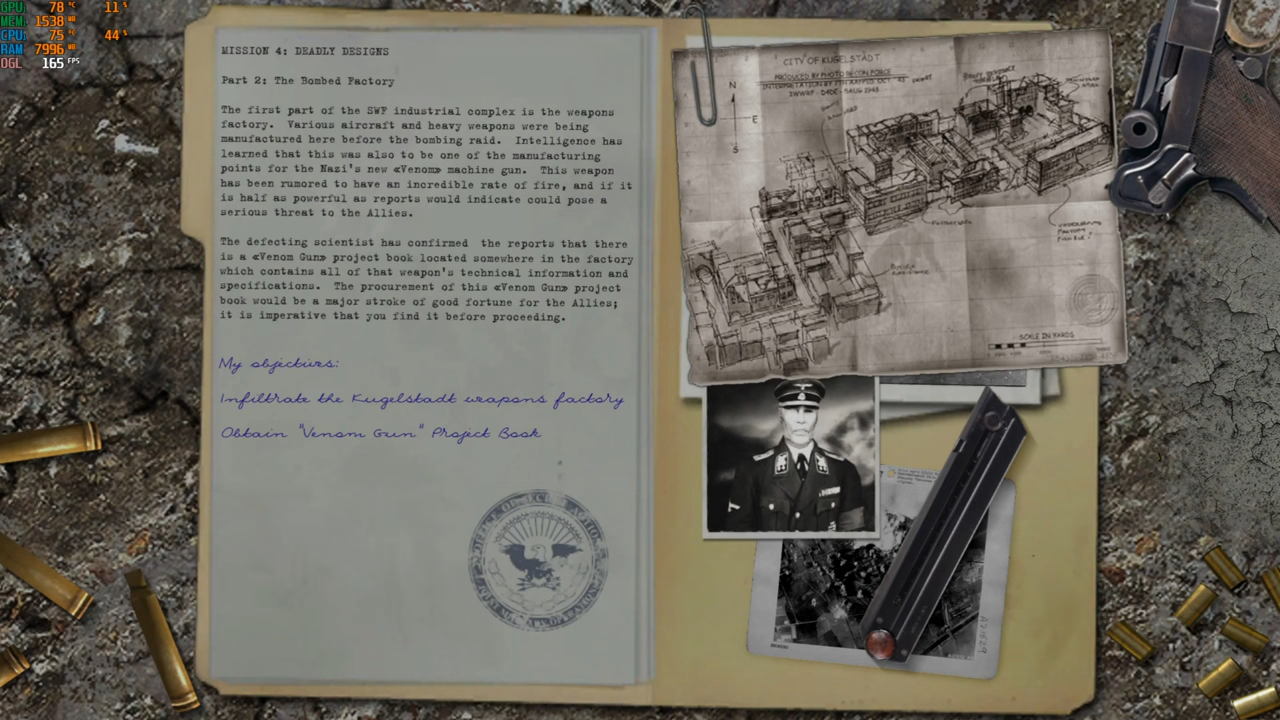 GPU: 78 °C 11 %
MEM: 1538 MB
CPU: 75 °C 44 %
RAM 7996 MB
OGL 165 FPS
MISSION 4: DEADLY DESIGNS
Part 2: The Bombed Factory
The first part of the SWF industrial complex is the weapons
factory. Various aircraft and heavy weapons were being
manufactured here before the bombing raid. Intelligence has
learned that this was also to be one of the manufacturing
points for the Nazi's new «Venom» machine gun. This weapon
has been rumored to have an incredible rate of fire, and if it
is half as powerful as reports would indicate could pose a
serious threat to the Allies.
The defecting scientist has confirmed the reports that there
is a «Venom Gun» project book located somewhere in the factory
which contains all of that weapon's technical information and
specifications. The procurement of this «Venom Gun» project
book would be a major stroke of good fortune for the Allies;
it is imperative that you find it before proceeding.
My objectives:
Infiltrate the Kugelstadt weapons factory
Obtain "Venom Gun" Project Book
CITY OF KUGELSTADT
PRODUCED BY PHOTO RECON FORCE
N
E
S
SCALE IN YARDS